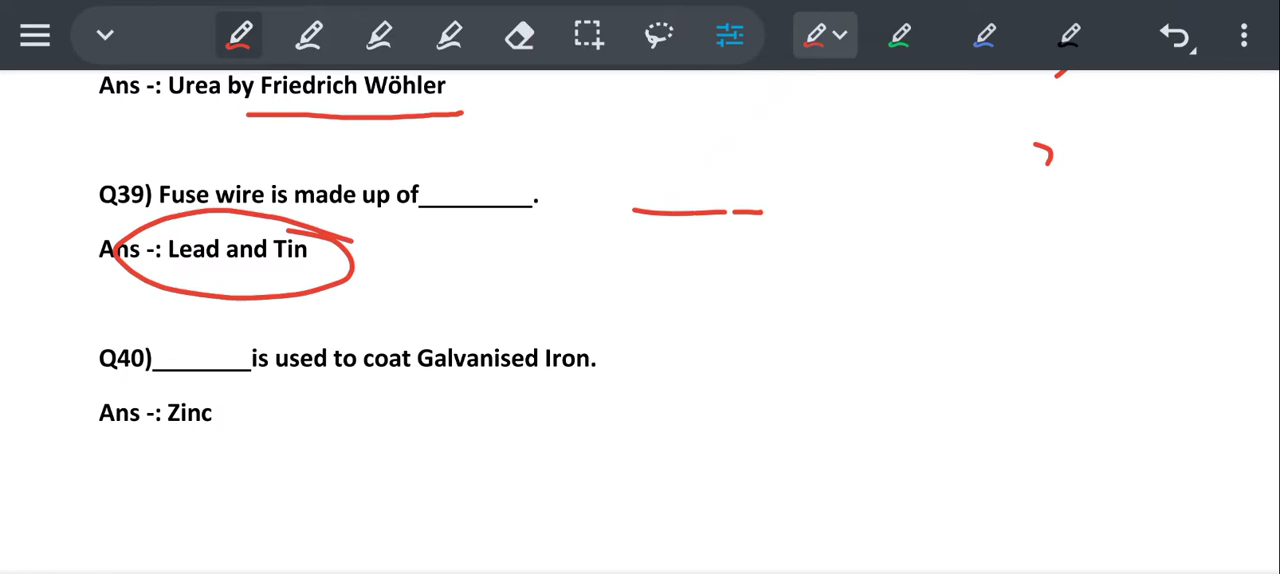 Ans -: Urea by Friedrich Wöhler
Q39) Fuse wire is made up of_________.
Ans -: Lead and Tin
Q40)________is used to coat Galvanised Iron.
Ans -: Zinc